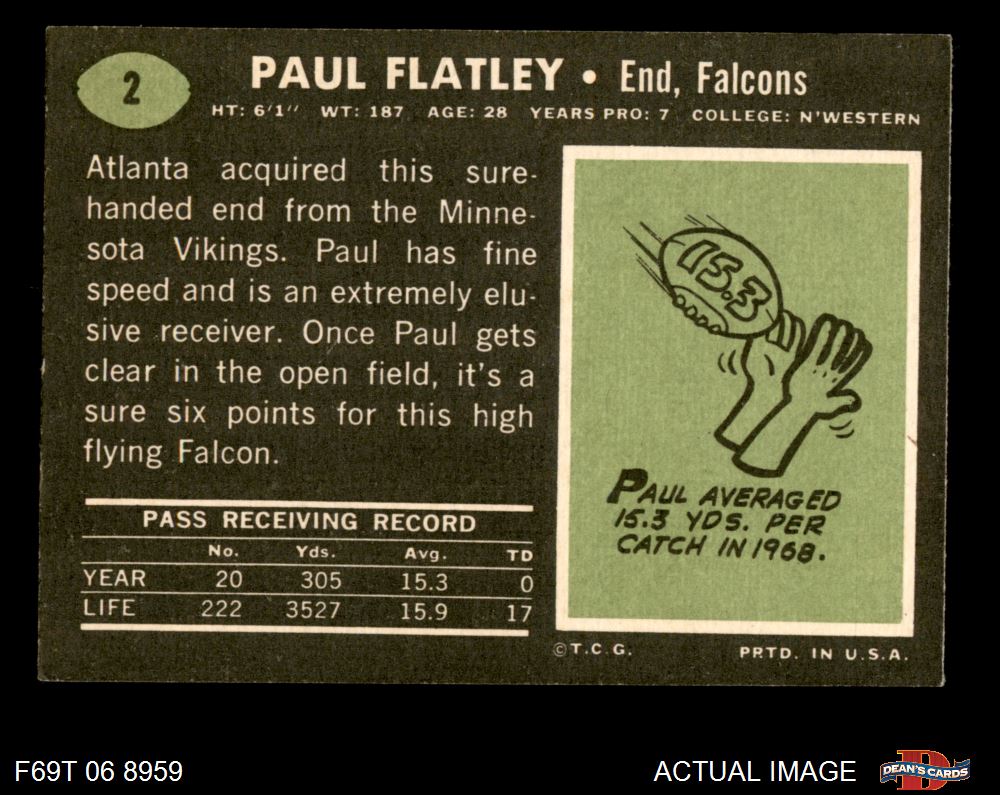 2
PAUL FLATLEY • End, Falcons
HT: 6'1'' WT: 187 AGE: 28 YEARS PRO: 7 COLLEGE: N'WESTERN
Atlanta acquired this sure-
handed end from the Minne-
sota Vikings. Paul has fine
speed and is an extremely elu-
sive receiver. Once Paul gets
clear in the open field, it's a
sure six points for this high
flying Falcon.
PASS RECEIVING RECORD
No. Yds. Avg. TD
YEAR 20 305 15.3 0
LIFE 222 3527 15.9 17
15.3
PAUL AVERAGED
15.3 YDS. PER
CATCH IN 1968.
©T.C.G. PRTD. IN U.S.A.
F69T 06 8959
ACTUAL IMAGE
D
DEAN'S CARDS